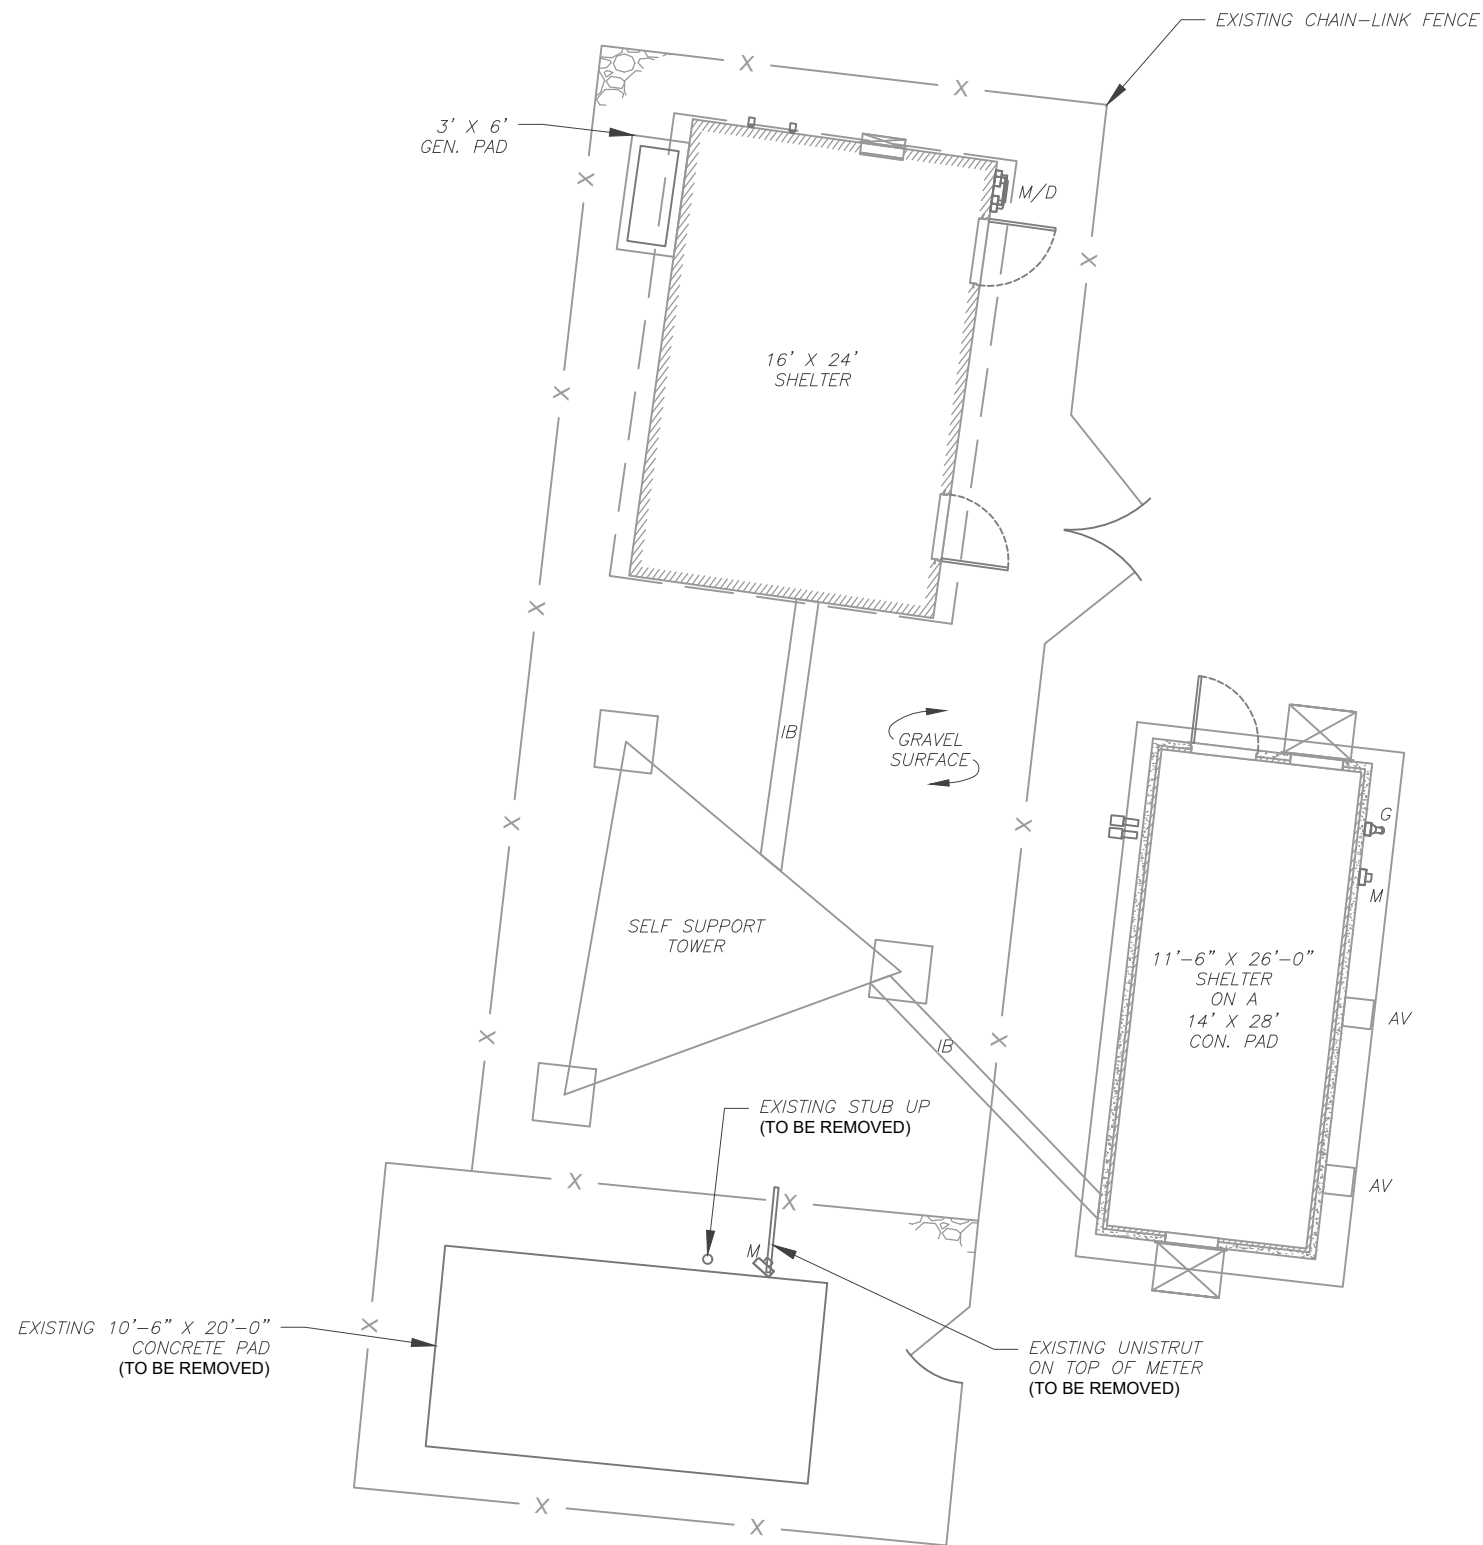 EXISTING CHAIN-LINK FENCE
X
X
3' X 6'
GEN. PAD
X
M/D
X
16' X 24'
SHELTER
X
X
IB
GRAVEL
SURFACE
X
X
G
M
SELF SUPPORT
TOWER
11'-6" X 26'-0"
SHELTER
ON A
14' X 28'
CON. PAD
AV
X
X
IB
EXISTING STUB UP
(TO BE REMOVED)
X
X
AV
M
X
EXISTING 10'-6" X 20'-0"
CONCRETE PAD
(TO BE REMOVED)
EXISTING UNISTRUT
ON TOP OF METER
(TO BE REMOVED)
X
X